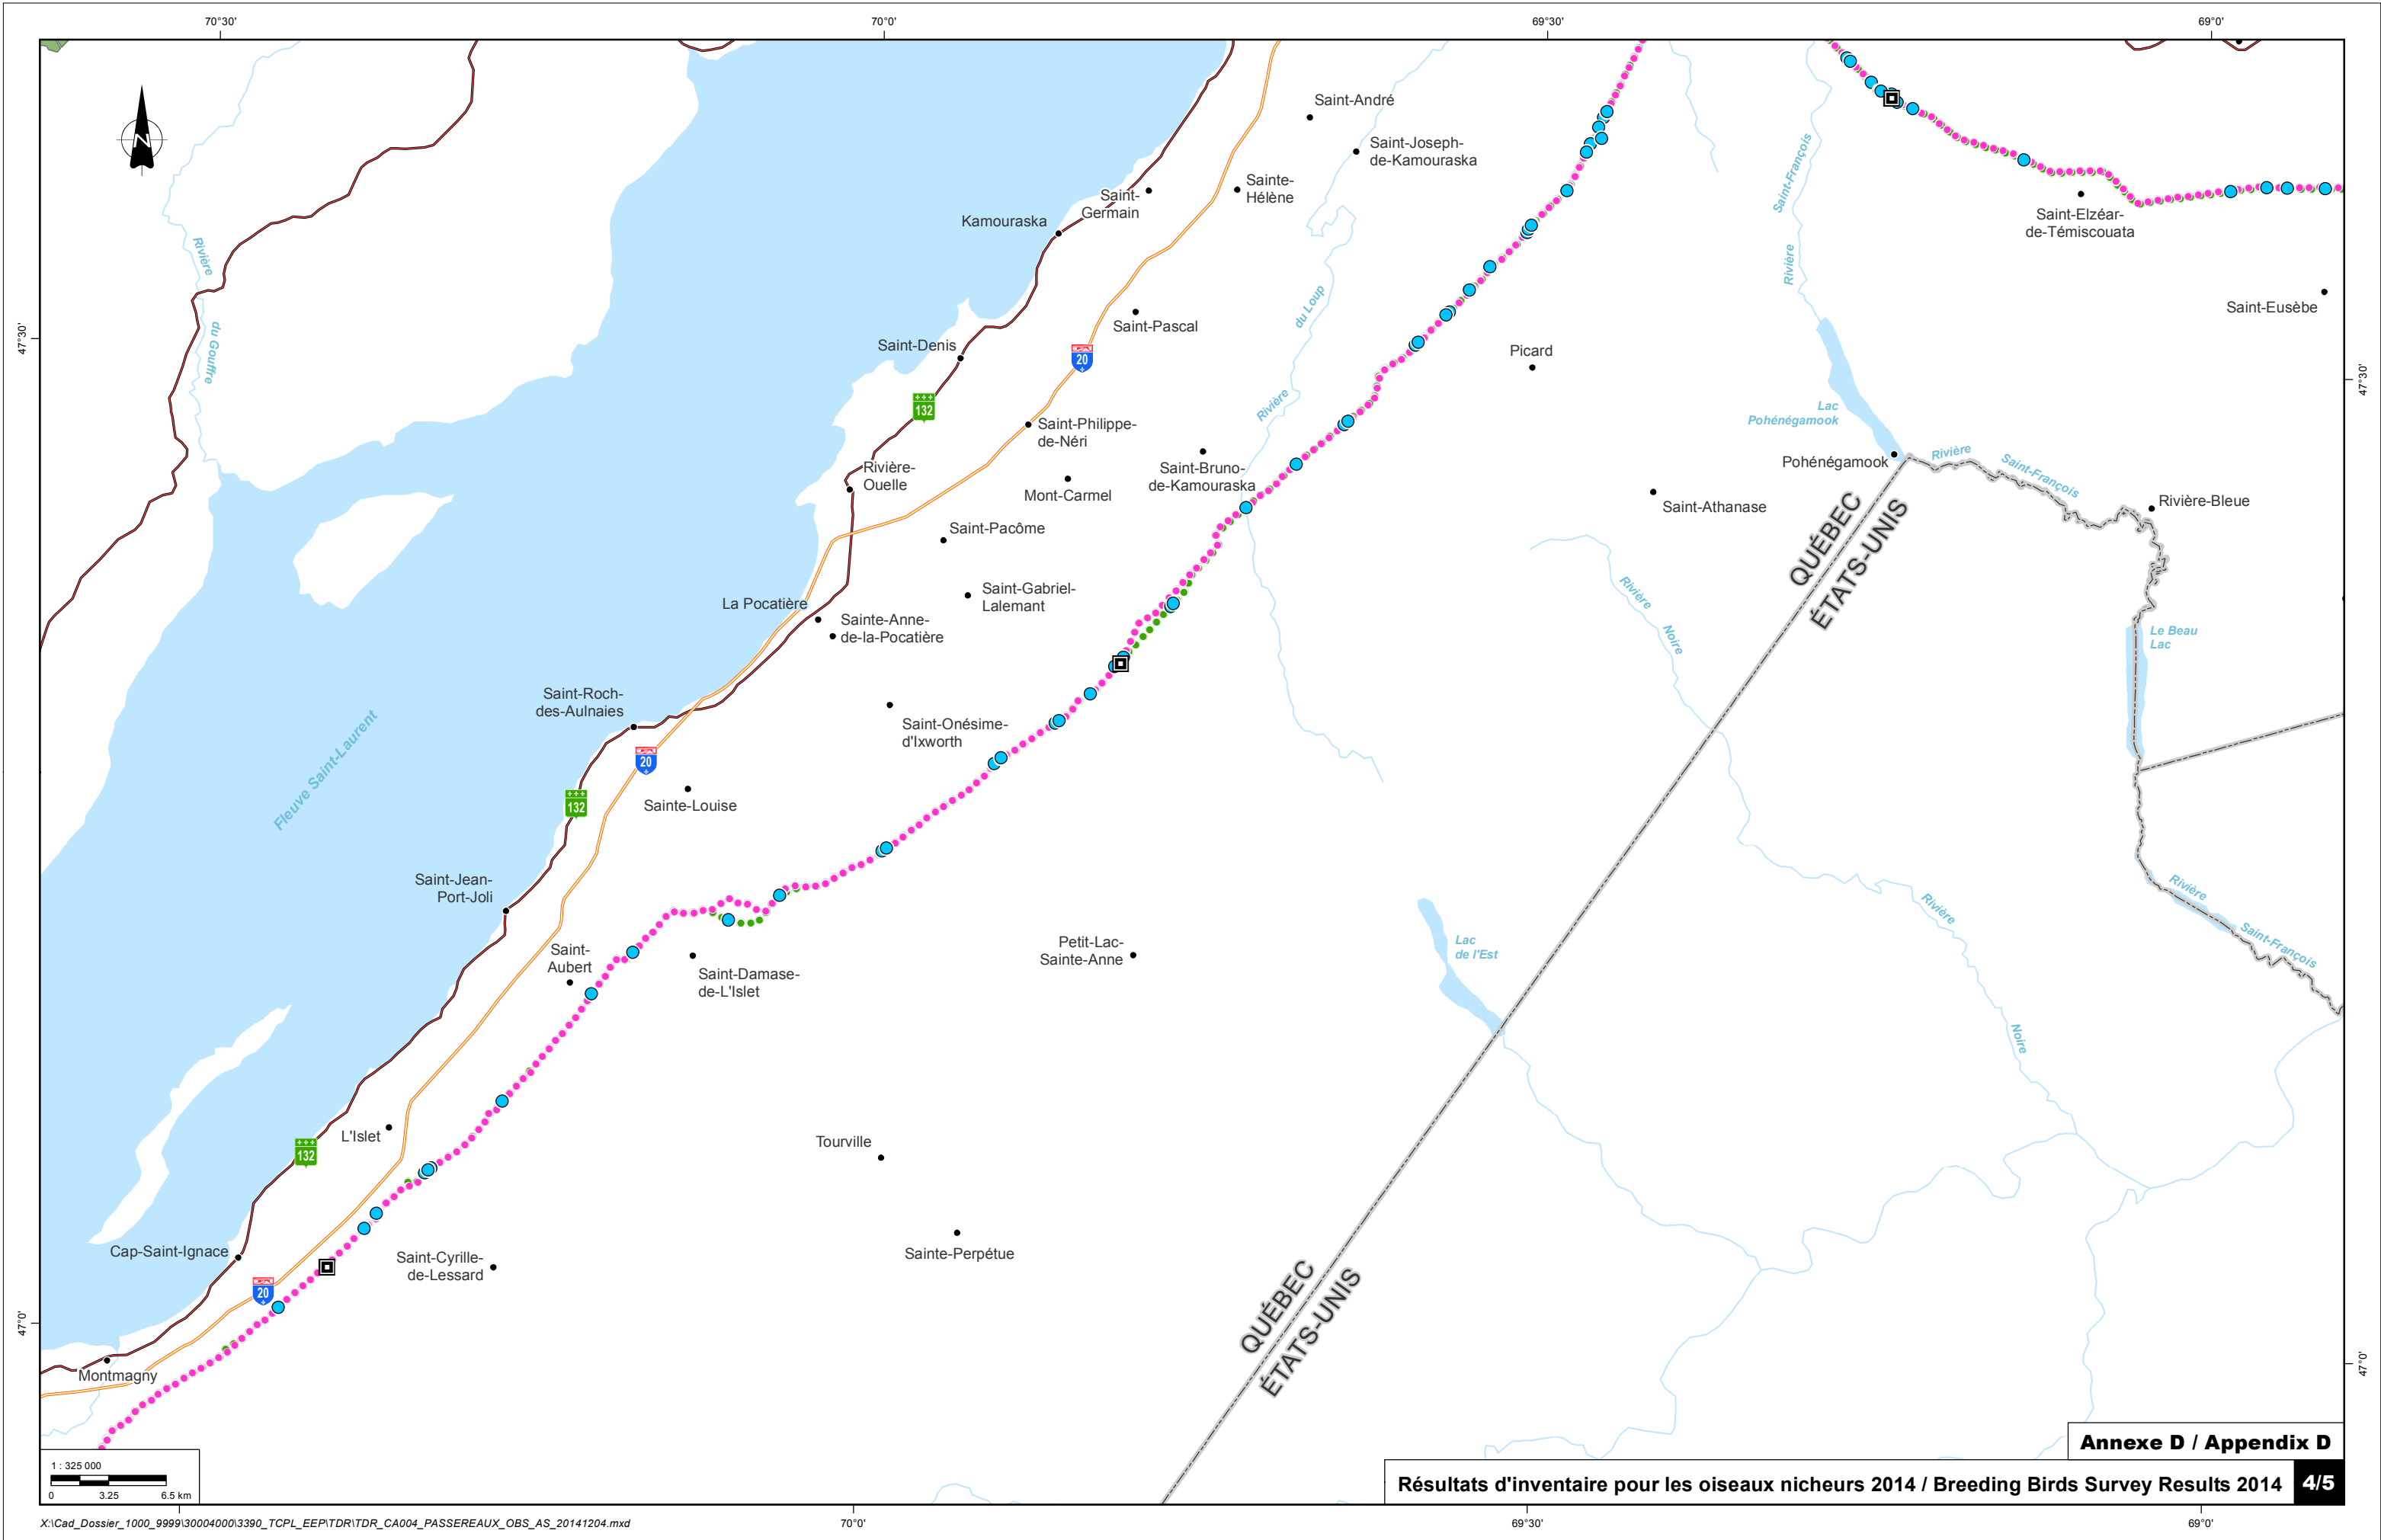 70°30'
70°0'
69°30'
69°0'
N
Saint-André
Saint-Joseph-
de-Kamouraska
Sainte-
Hélène
Saint-
Germain
Kamouraska
Rivière
du Gouffre
Saint-François
Rivière
Saint-Elzéar-
de-Témiscouata
Saint-Eusèbe
du Loup
Rivière
Saint-Pascal
47°30'
Saint-Denis
20
Picard
47°30'
132
Lac
Pohénégamook
Saint-Philippe-
de-Néri
Pohénégamook
Rivière
Saint-François
Rivière-
Ouelle
Saint-Bruno-
de-Kamouraska
Mont-Carmel
Saint-Athanase
Rivière-Bleue
QUÉBEC
ÉTATS-UNIS
Saint-Pacôme
Saint-Gabriel-
Lalemant
La Pocatière
Sainte-Anne-
de-la-Pocatière
Rivière
Noire
Le Beau
Lac
Saint-Roch-
des-Aulnaies
Saint-Onésime-
d'Ixworth
Fleuve Saint-Laurent
20
132
Sainte-Louise
Saint-Jean-
Port-Joli
Rivière
Saint-François
Rivière
Noire
Saint-
Aubert
Saint-Damase-
de-L'Islet
Petit-Lac-
Sainte-Anne
Lac
de l'Est
L'Islet
132
Tourville
Cap-Saint-Ignace
Saint-Cyrille-
de-Lessard
Sainte-Perpétue
20
47°0'
QUÉBEC
ÉTATS-UNIS
47°0'
Montmagny
Annexe D / Appendix D
1 : 325 000
0 3.25 6.5 km
Résultats d'inventaire pour les oiseaux nicheurs 2014 / Breeding Birds Survey Results 2014 4/5
X:\Cad_Dossier_1000_9999\30004000\3390_TCPL_EEP\TDR\TDR_CA004_PASSEREAUX_OBS_AS_20141204.mxd
70°0'
69°30'
69°0'